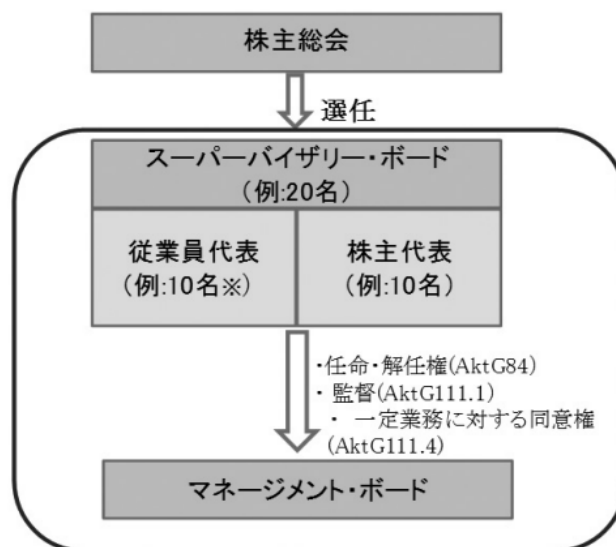 株主総会
選任
スーパーバイザリー・ボード
(例:20名)
従業員代表
(例:10名※)
株主代表
(例:10名)
・任命・解任権(AktG84)
・監督(AktG111.1)
・ 一定業務に対する同意権
(AktG111.4)
マネージメント・ボード